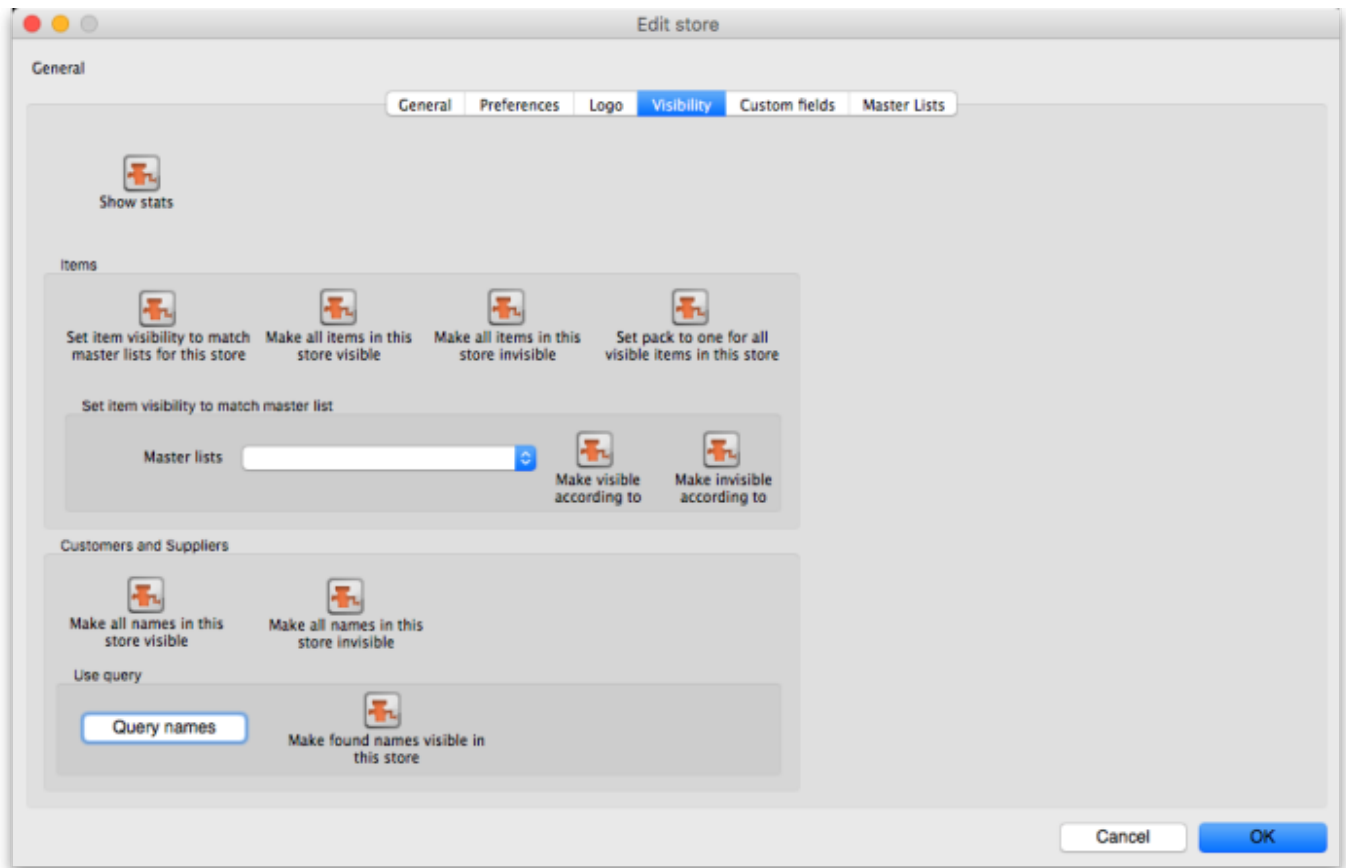 Edit store
General
General Preferences Logo Visibility Custom fields Master Lists
Show stats
Items
Set item visibility to match
master lists for this store
Make all items in this
store visible
Make all items in this
store invisible
Set pack to one for all
visible items in this store
Set item visibility to match master list
Master lists
Make visible
according to
Make invisible
according to
Customers and Suppliers
Make all names in this
store visible
Make all names in this
store invisible
Use query
Query names
Make found names visible in
this store
Cancel
OK